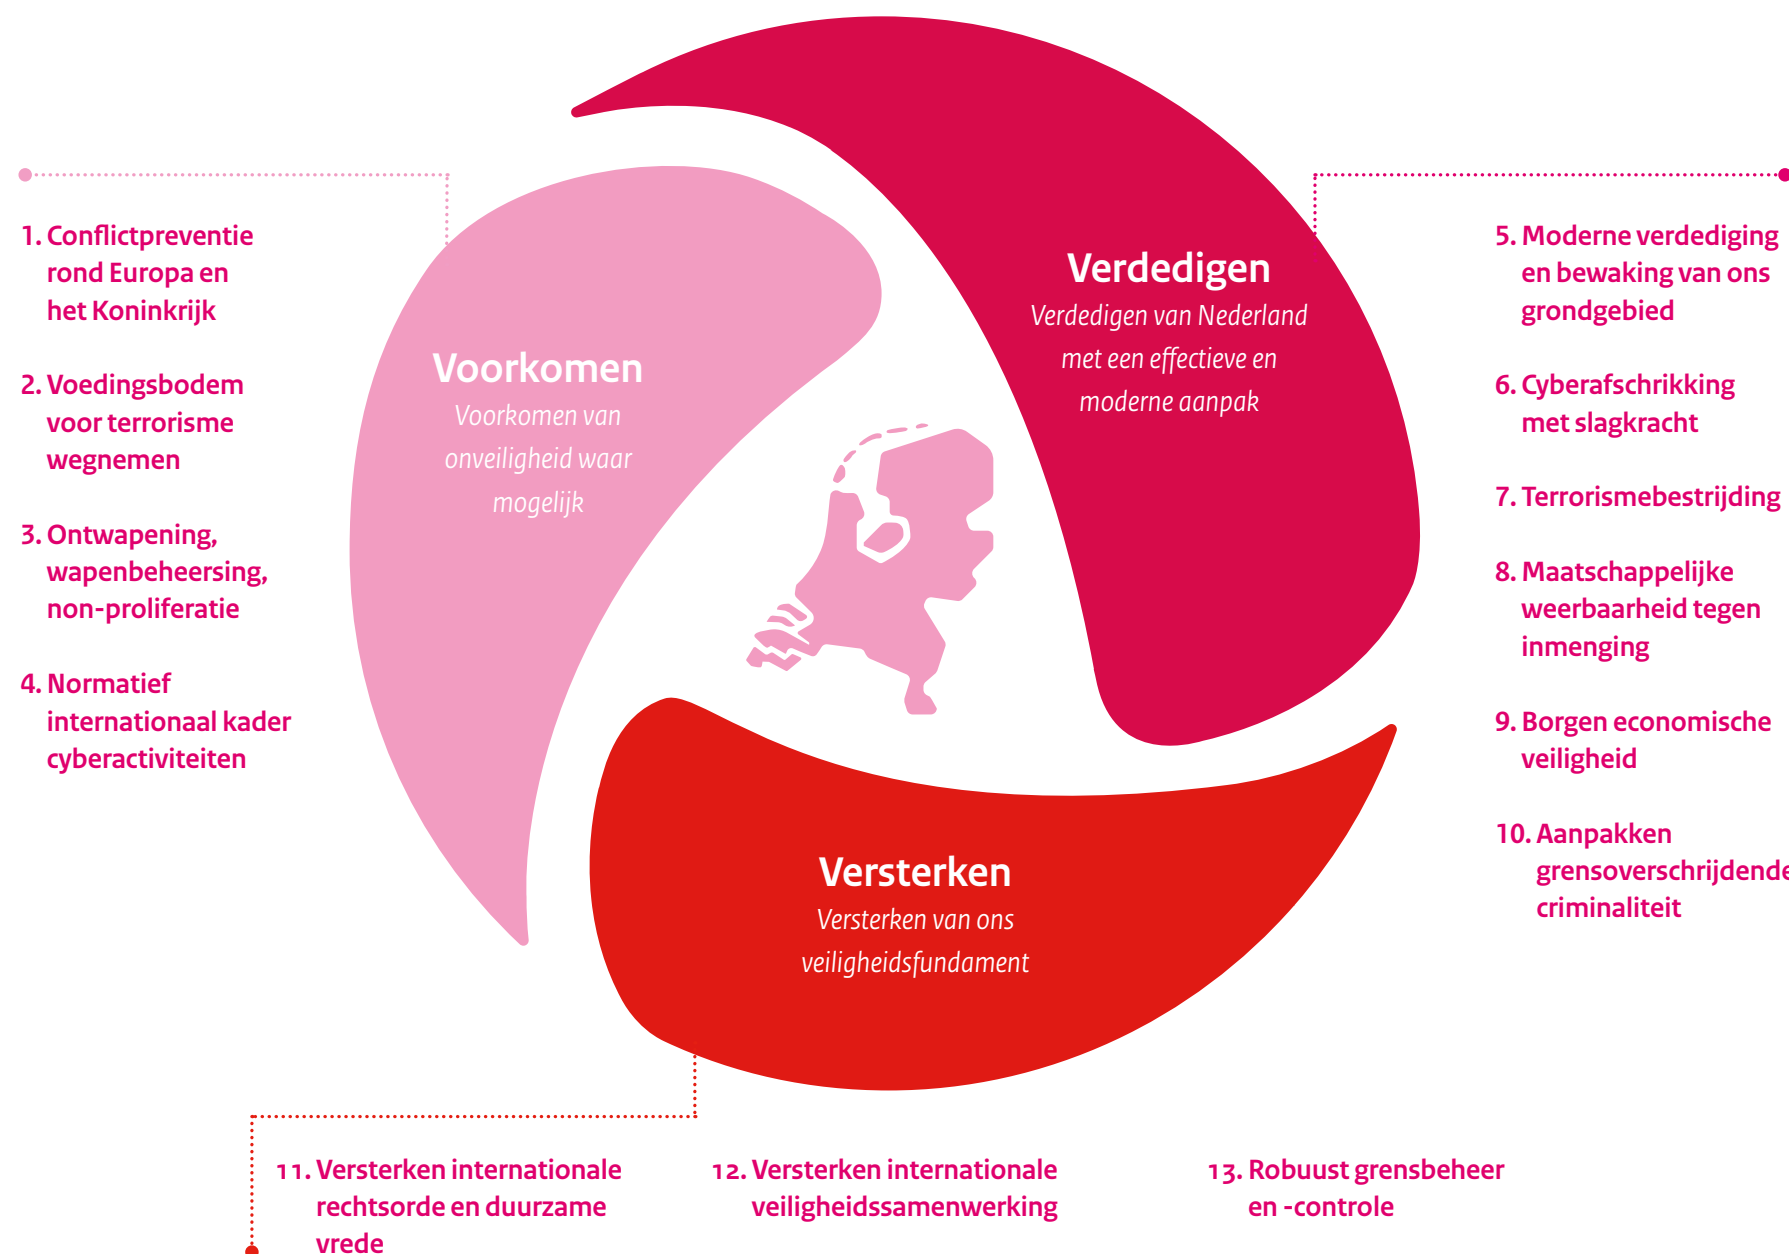 1. Conflictpreventie
rond Europa en
het Koninkrijk
2. Voedingsbodem
voor terrorisme
wegnemen
3. Ontwapening,
wapenbeheersing,
non-proliferatie
4. Normatief
internationaal kader
cyberactiviteiten
Voorkomen
Voorkomen van
onveiligheid waar
mogelijk
Verdedigen
Verdedigen van Nederland
met een effectieve en
moderne aanpak
5. Moderne verdediging
en bewaking van ons
grondgebied
6. Cyberafschrikking
met slagkracht
7. Terrorismebestrijding
8. Maatschappelijke
weerbaarheid tegen
inmenging
9. Borgen economische
veiligheid
10. Aanpakken
grensoverschrijdende
criminaliteit
Versterken
Versterken van ons
veiligheidsfundament
11. Versterken internationale
rechtsorde en duurzame
vrede
12. Versterken internationale
veiligheidssamenwerking
13. Robuust grensbeheer
en -controle